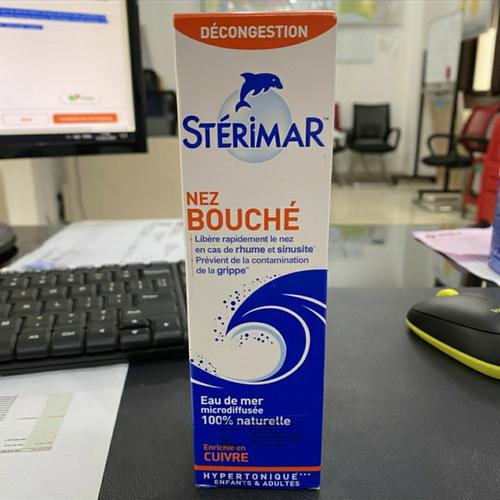 DÉCONGESTION
STÉRIMAR™
NEZ
BOUCHÉ
- Libère rapidement le nez
en cas de rhume et sinusite*
- Prévient de la contamination
de la grippe**
Eau de mer
microdiffusée
100% naturelle
Enrichie en
CUIVRE
HYPERTONIQUE***
ENFANTS & ADULTES